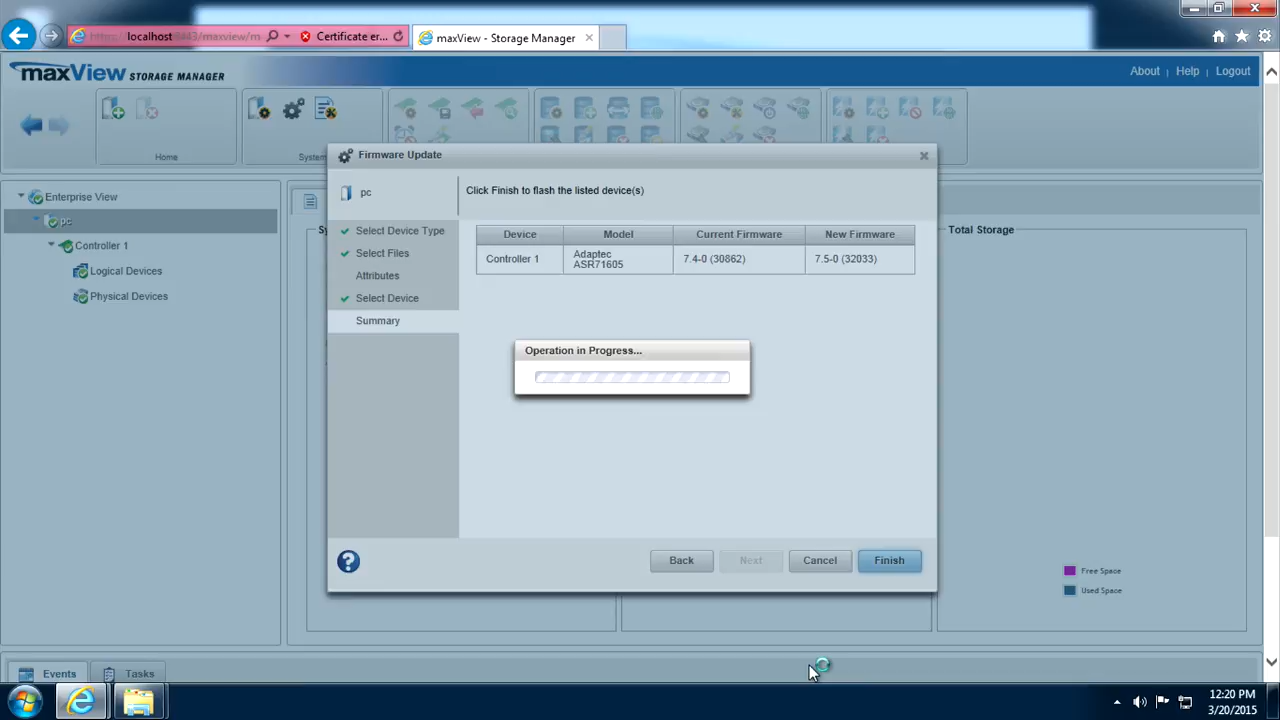 https://localhost:8443/maxview/m
Certificate er...
maxView - Storage Manager
maxView STORAGE MANAGER
About | Help | Logout
Home
System
Firmware Update
Enterprise View
pc
Controller 1
Logical Devices
Physical Devices
pc
Click Finish to flash the listed device(s)
Select Device Type
Select Files
Attributes
Select Device
Summary
Device Model Current Firmware New Firmware
Controller 1 Adaptec ASR71605 7.4-0 (30862) 7.5-0 (32033)
Operation in Progress...
Back Next Cancel Finish
Total Storage
Free Space
Used Space
Events Tasks
12:20 PM
3/20/2015